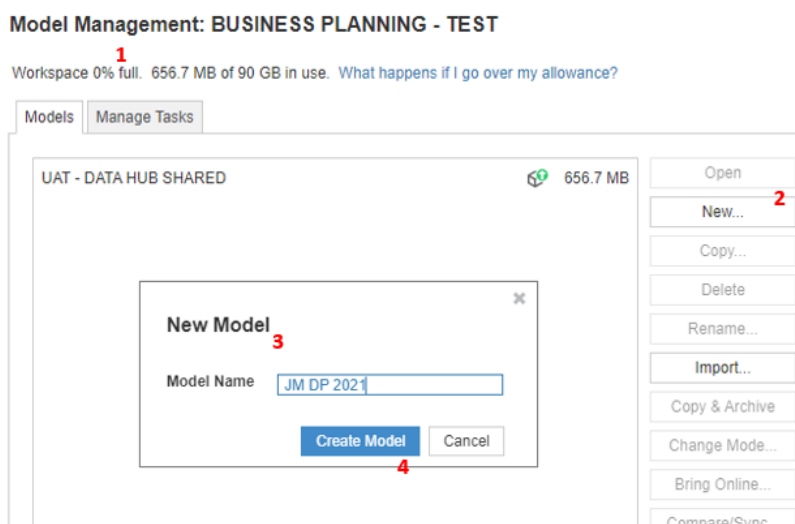 Model Management: BUSINESS PLANNING - TEST
1
Workspace 0% full. 656.7 MB of 90 GB in use. What happens if I go over my allowance?
Models Manage Tasks
UAT - DATA HUB SHARED 656.7 MB
Open
2
New...
Copy...
Delete
Rename...
Import...
Copy & Archive
Change Mode...
Bring Online...
Compare/Sync...
New Model
3
Model Name JM DP 2021
Create Model Cancel
4